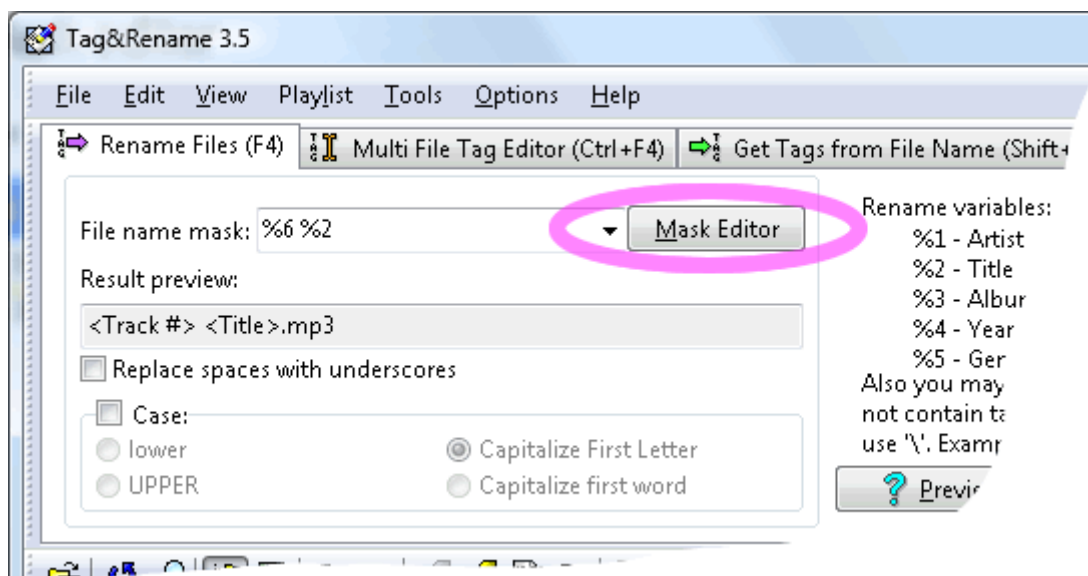 Tag&Rename 3.5
File Edit View Playlist Tools Options Help
Rename Files (F4) Multi File Tag Editor (Ctrl+F4) Get Tags from File Name (Shift+
File name mask: %6 %2 Mask Editor
Result preview:
<Track #> <Title>.mp3
Replace spaces with underscores
Case:
lower Capitalize First Letter
UPPER Capitalize first word
Rename variables:
%1 - Artist
%2 - Title
%3 - Albur
%4 - Year
%5 - Ger
Also you may
not contain ta
use '\'. Examp
Previe